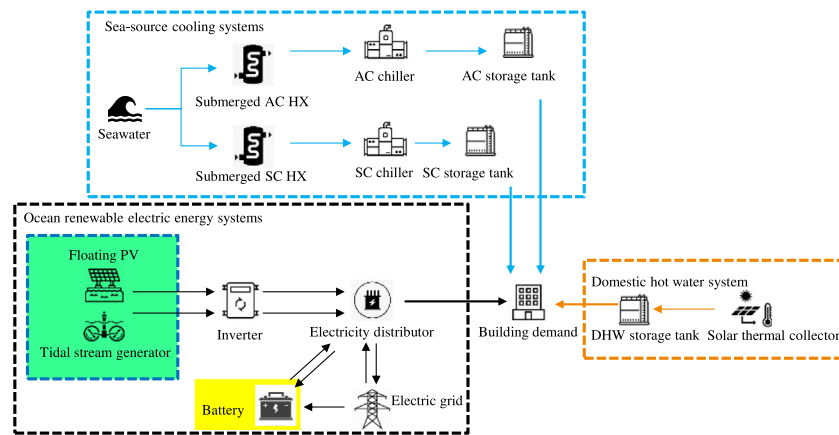 Sea-source cooling systems
AC chiller
AC storage tank
Submerged AC HX
Seawater
Submerged SC HX
SC chiller
SC storage tank
Ocean renewable electric energy systems
Floating PV
Tidal stream generator
Inverter
Electricity distributor
Building demand
Domestic hot water system
DHW storage tank
Solar thermal collector
Battery
Electric grid